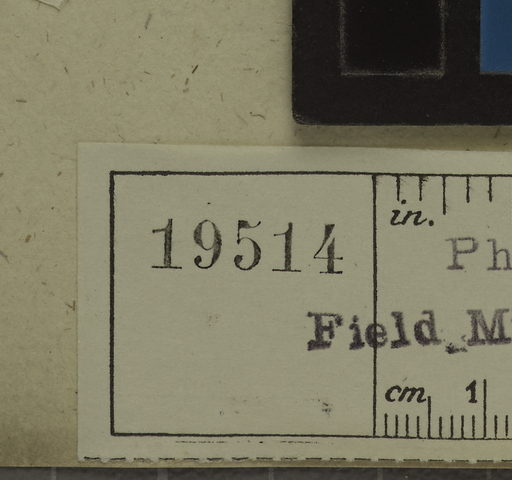 19514
in.
Ph
Field M
cm 1